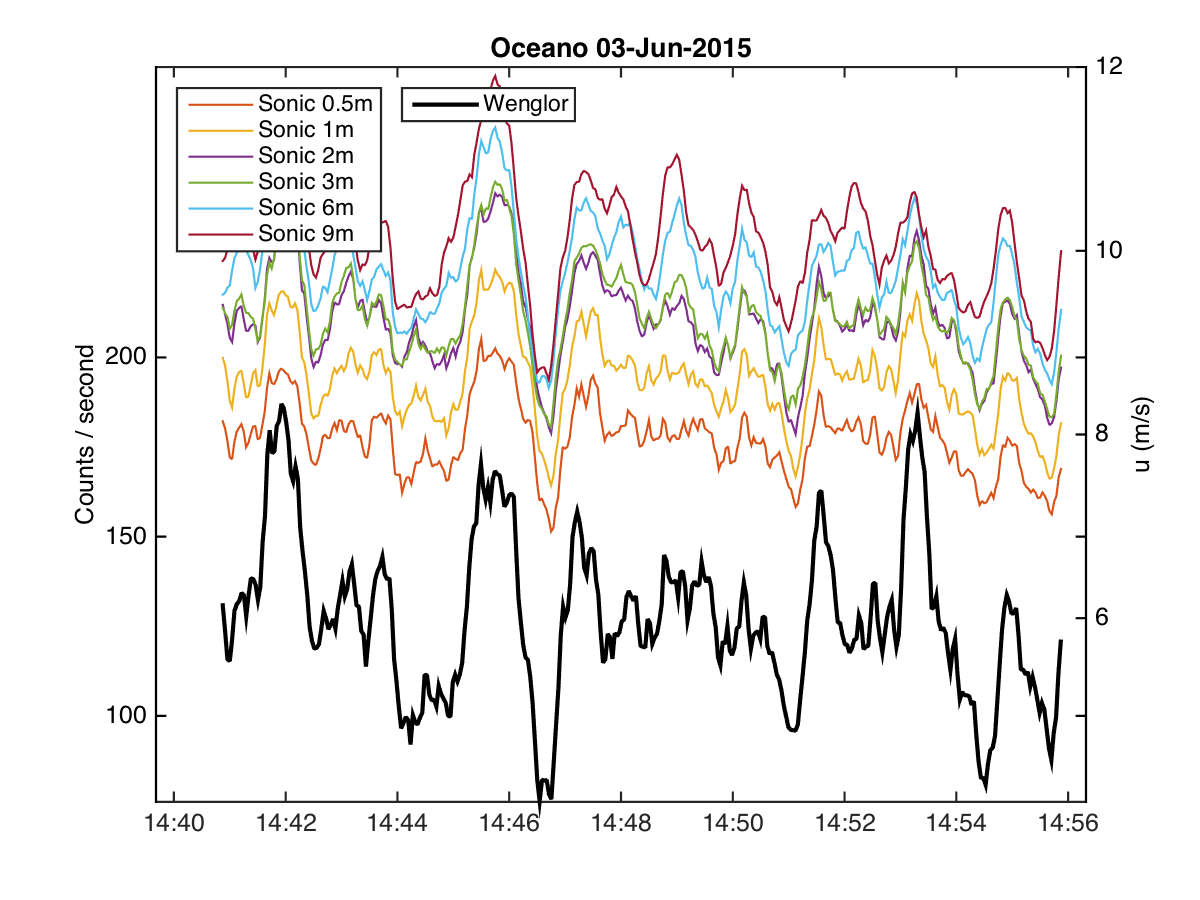 Oceano 03-Jun-2015
Sonic 0.5m
Sonic 1m
Sonic 2m
Sonic 3m
Sonic 6m
Sonic 9m
Wenglor
Counts / second
200
150
100
12
10
8
6
u (m/s)
14:40 14:42 14:44 14:46 14:48 14:50 14:52 14:54 14:56